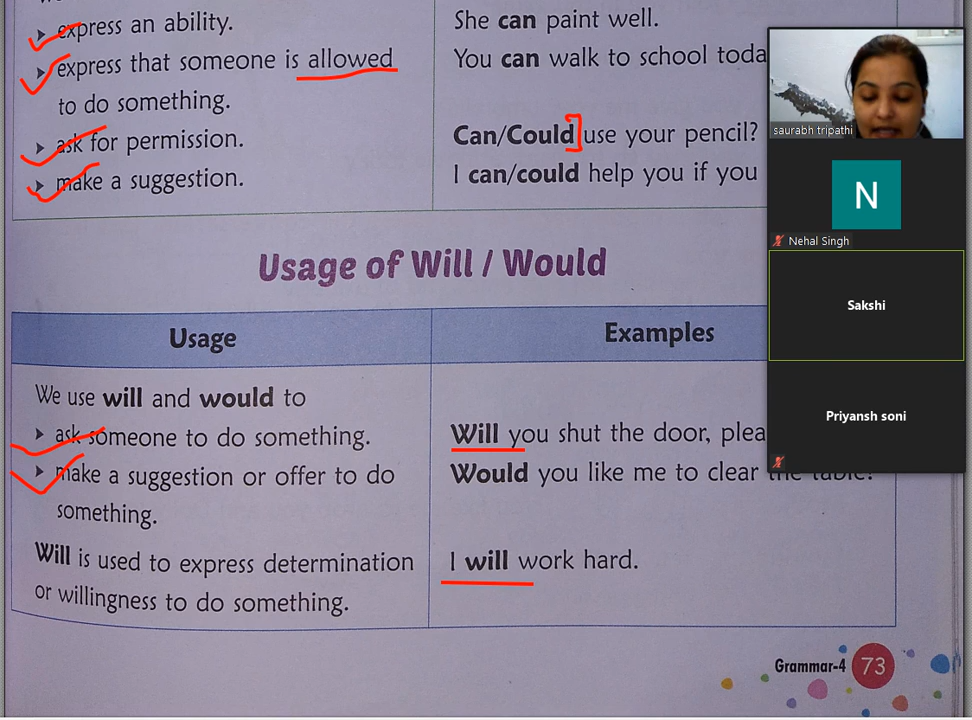 express an ability.
She can paint well.
express that someone is allowed
to do something.
You can walk to school toda
ask for permission.
Can/Could use your pencil?
make a suggestion.
I can/could help you if you
Usage of Will / Would
Usage
Examples
We use will and would to
ask someone to do something.
Will you shut the door, plea
make a suggestion or offer to do
something.
Would you like me to clear the table?
Will is used to express determination
or willingness to do something.
I will work hard.
Grammar-4 73
saurabh tripathi
N
Nehal Singh
Sakshi
Priyansh soni